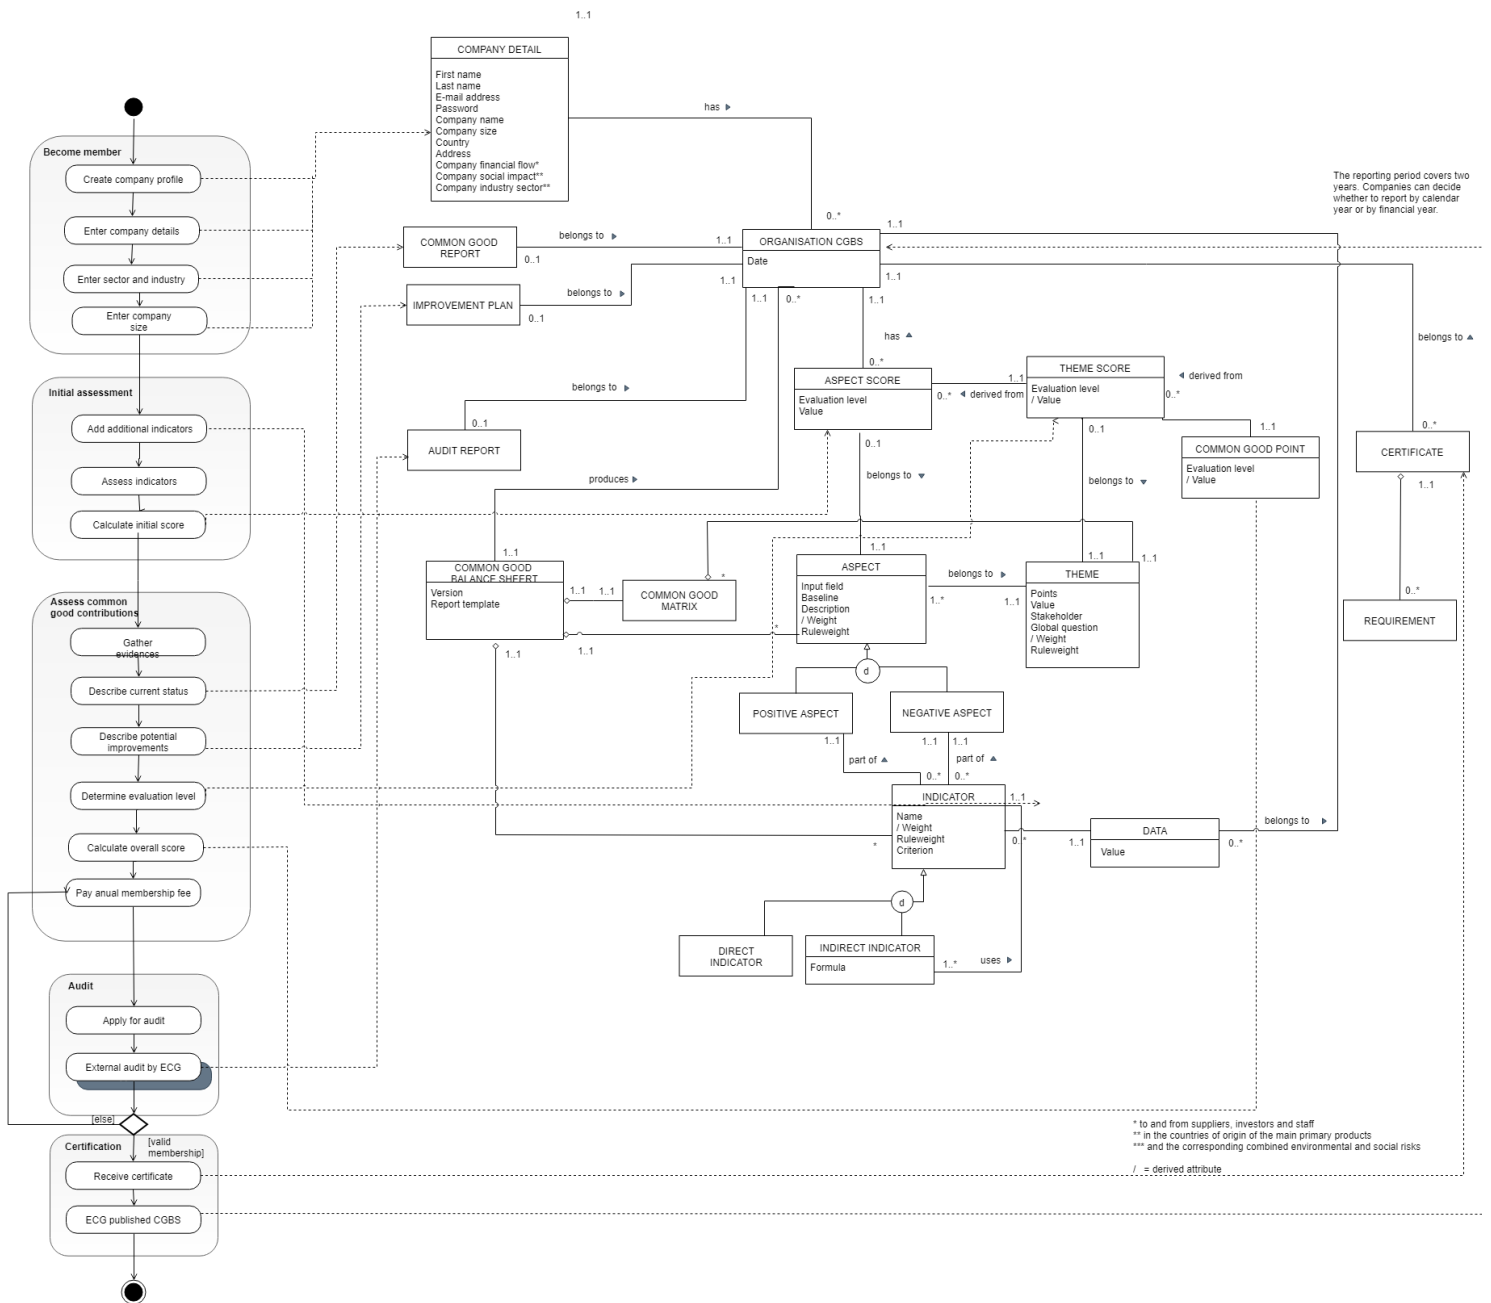 1..1
COMPANY DETAIL
First name
Last name
E-mail address
Password
Company name
Company size
Country
Address
Company financial flow*
Company social impact**
Company industry sector**
has
0..*
1..1
The reporting period covers two
years. Companies can decide
whether to report by calendar
year or by financial year.
Become member
Create company profile
Enter company details
Enter sector and industry
Enter company
size
COMMON GOOD
REPORT
belongs to
1..1
0..1
ORGANISATION CGBS
Date
1..1
IMPROVEMENT PLAN
belongs to
1..1
0..1
1..1
0..*
1..1
has
0..*
belongs to
Initial assessment
Add additional indicators
Assess indicators
Calculate initial score
belongs to
0..1
AUDIT REPORT
ASPECT SCORE
Evaluation level
Value
1..1
0..*
derived from
THEME SCORE
Evaluation level
/ Value
derived from
0..*
1..1
COMMON GOOD POINT
Evaluation level
/ Value
0..*
CERTIFICATE
1..1
0..1
belongs to
0..1
belongs to
produces
1..1
1..1
1..1
1..1
COMMON GOOD
BALANCE SHEERT
Version
Report template
1..1
1..1
*
COMMON GOOD
MATRIX
*
1..1
1..1
ASPECT
Input field
Baseline
Description
/ Weight
Ruleweight
belongs to
1..*
1..1
THEME
Points
Value
Stakeholder
Global question
/ Weight
Ruleweight
0..*
REQUIREMENT
d
POSITIVE ASPECT
NEGATIVE ASPECT
1..1
1..1
1..1
part of
part of
0..*
0..*
Assess common
good contributions
Gather
evidences
Describe current status
Describe potential
improvements
Determine evaluation level
Calculate overall score
Pay anual membership fee
INDICATOR
Name
/ Weight
Ruleweight
Criterion
1..1
*
0..*
1..1
DATA
Value
0..*
belongs to
d
DIRECT
INDICATOR
INDIRECT INDICATOR
Formula
1..*
uses
Audit
Apply for audit
External audit by ECG
[else]
[valid
membership]
Certification
Receive certificate
ECG published CGBS
* to and from suppliers, investors and staff
** in the countries of origin of the main primary products
*** and the corresponding combined environmental and social risks
/ = derived attribute